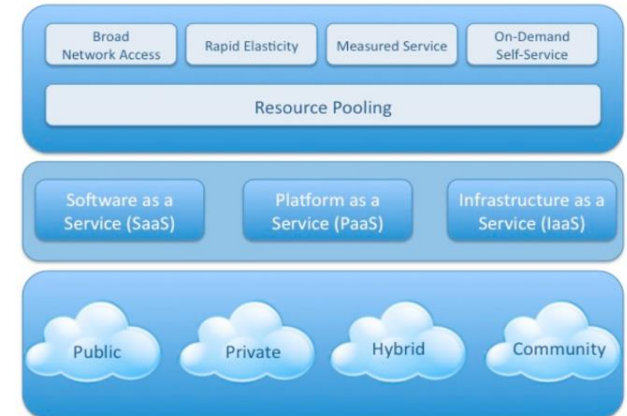 Broad
Network Access
Rapid Elasticity
Measured Service
On-Demand
Self-Service
Resource Pooling
Software as a
Service (SaaS)
Platform as a
Service (PaaS)
Infrastructure as a
Service (IaaS)
Public
Private
Hybrid
Community